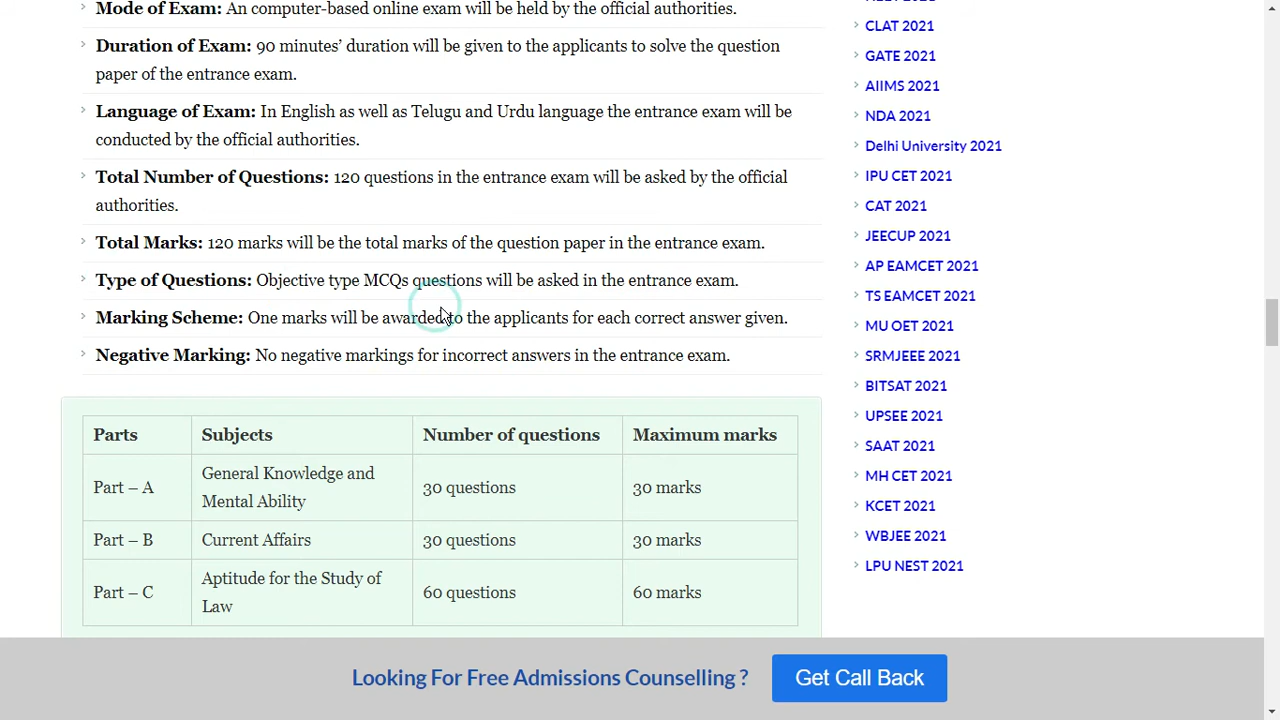 Mode of Exam: An computer-based online exam will be held by the official authorities.
Duration of Exam: 90 minutes’ duration will be given to the applicants to solve the question
paper of the entrance exam.
Language of Exam: In English as well as Telugu and Urdu language the entrance exam will be
conducted by the official authorities.
Total Number of Questions: 120 questions in the entrance exam will be asked by the official
authorities.
Total Marks: 120 marks will be the total marks of the question paper in the entrance exam.
Type of Questions: Objective type MCQs questions will be asked in the entrance exam.
Marking Scheme: One marks will be awarded to the applicants for each correct answer given.
Negative Marking: No negative markings for incorrect answers in the entrance exam.
Parts Subjects Number of questions Maximum marks
Part – A General Knowledge and Mental Ability 30 questions 30 marks
Part – B Current Affairs 30 questions 30 marks
Part – C Aptitude for the Study of Law 60 questions 60 marks
CLAT 2021
GATE 2021
AIIMS 2021
NDA 2021
Delhi University 2021
IPU CET 2021
CAT 2021
JEECUP 2021
AP EAMCET 2021
TS EAMCET 2021
MU OET 2021
SRMJEEE 2021
BITSAT 2021
UPSEE 2021
SAAT 2021
MH CET 2021
KCET 2021
WBJEE 2021
LPU NEST 2021
Looking For Free Admissions Counselling ? Get Call Back